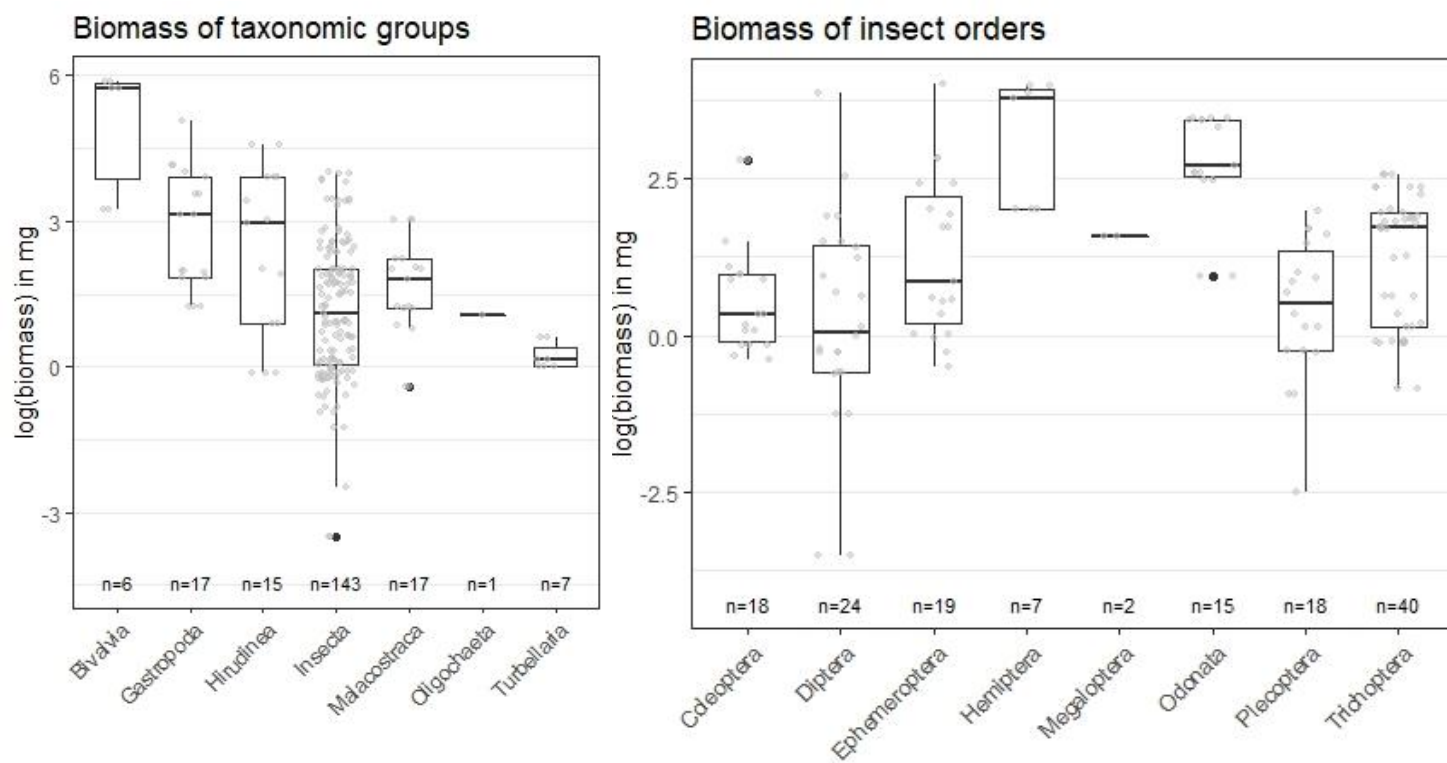 Biomass of taxonomic groups
log(biomass) in mg
6
3
0
-3
n=6 n=17 n=15 n=143 n=17 n=1 n=7
Bivalvia Gastropoda Hirudinea Insecta Malacostraca Oligochaeta Turbellaria
Biomass of insect orders
log(biomass) in mg
2.5
0.0
-2.5
n=18 n=24 n=19 n=7 n=2 n=15 n=18 n=40
Coleoptera Diptera Ephemeroptera Hemiptera Megaloptera Odonata Plecoptera Trichoptera